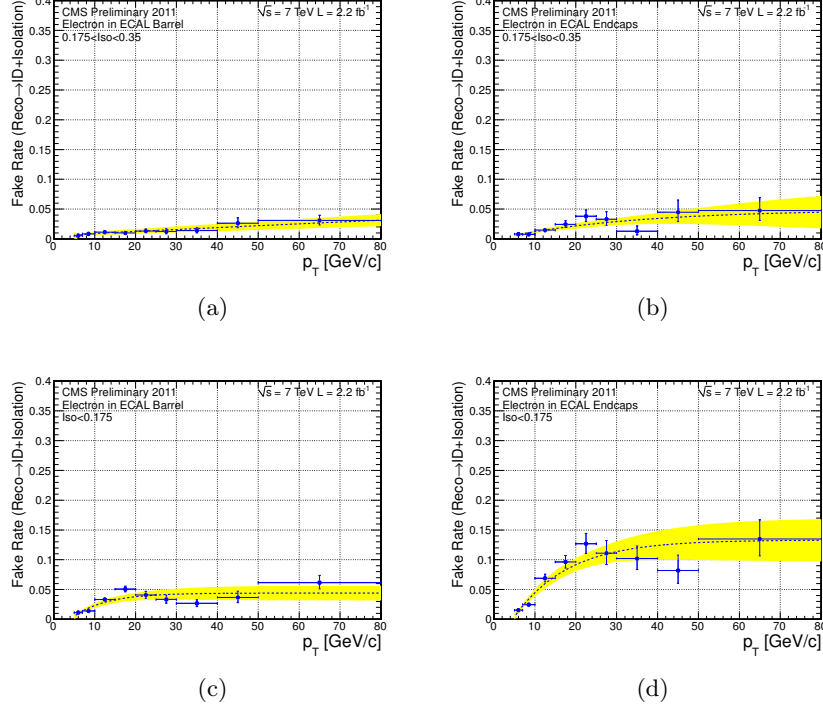 CMS Preliminary 2011 √s = 7 TeV L = 2.2 fb⁻¹
Electron in ECAL Barrel
0.175<Iso<0.35
Fake Rate (Reco→ID+Isolation)
0.4
0.35
0.3
0.25
0.2
0.15
0.1
0.05
0
0 10 20 30 40 50 60 70 80
p_T [GeV/c]
(a)
CMS Preliminary 2011 √s = 7 TeV L = 2.2 fb⁻¹
Electron in ECAL Endcaps
0.175<Iso<0.35
Fake Rate (Reco→ID+Isolation)
0.4
0.35
0.3
0.25
0.2
0.15
0.1
0.05
0
0 10 20 30 40 50 60 70 80
p_T [GeV/c]
(b)
CMS Preliminary 2011 √s = 7 TeV L = 2.2 fb⁻¹
Electron in ECAL Barrel
Iso<0.175
Fake Rate (Reco→ID+Isolation)
0.4
0.35
0.3
0.25
0.2
0.15
0.1
0.05
0
0 10 20 30 40 50 60 70 80
p_T [GeV/c]
(c)
CMS Preliminary 2011 √s = 7 TeV L = 2.2 fb⁻¹
Electron in ECAL Endcaps
Iso<0.175
Fake Rate (Reco→ID+Isolation)
0.4
0.35
0.3
0.25
0.2
0.15
0.1
0.05
0
0 10 20 30 40 50 60 70 80
p_T [GeV/c]
(d)